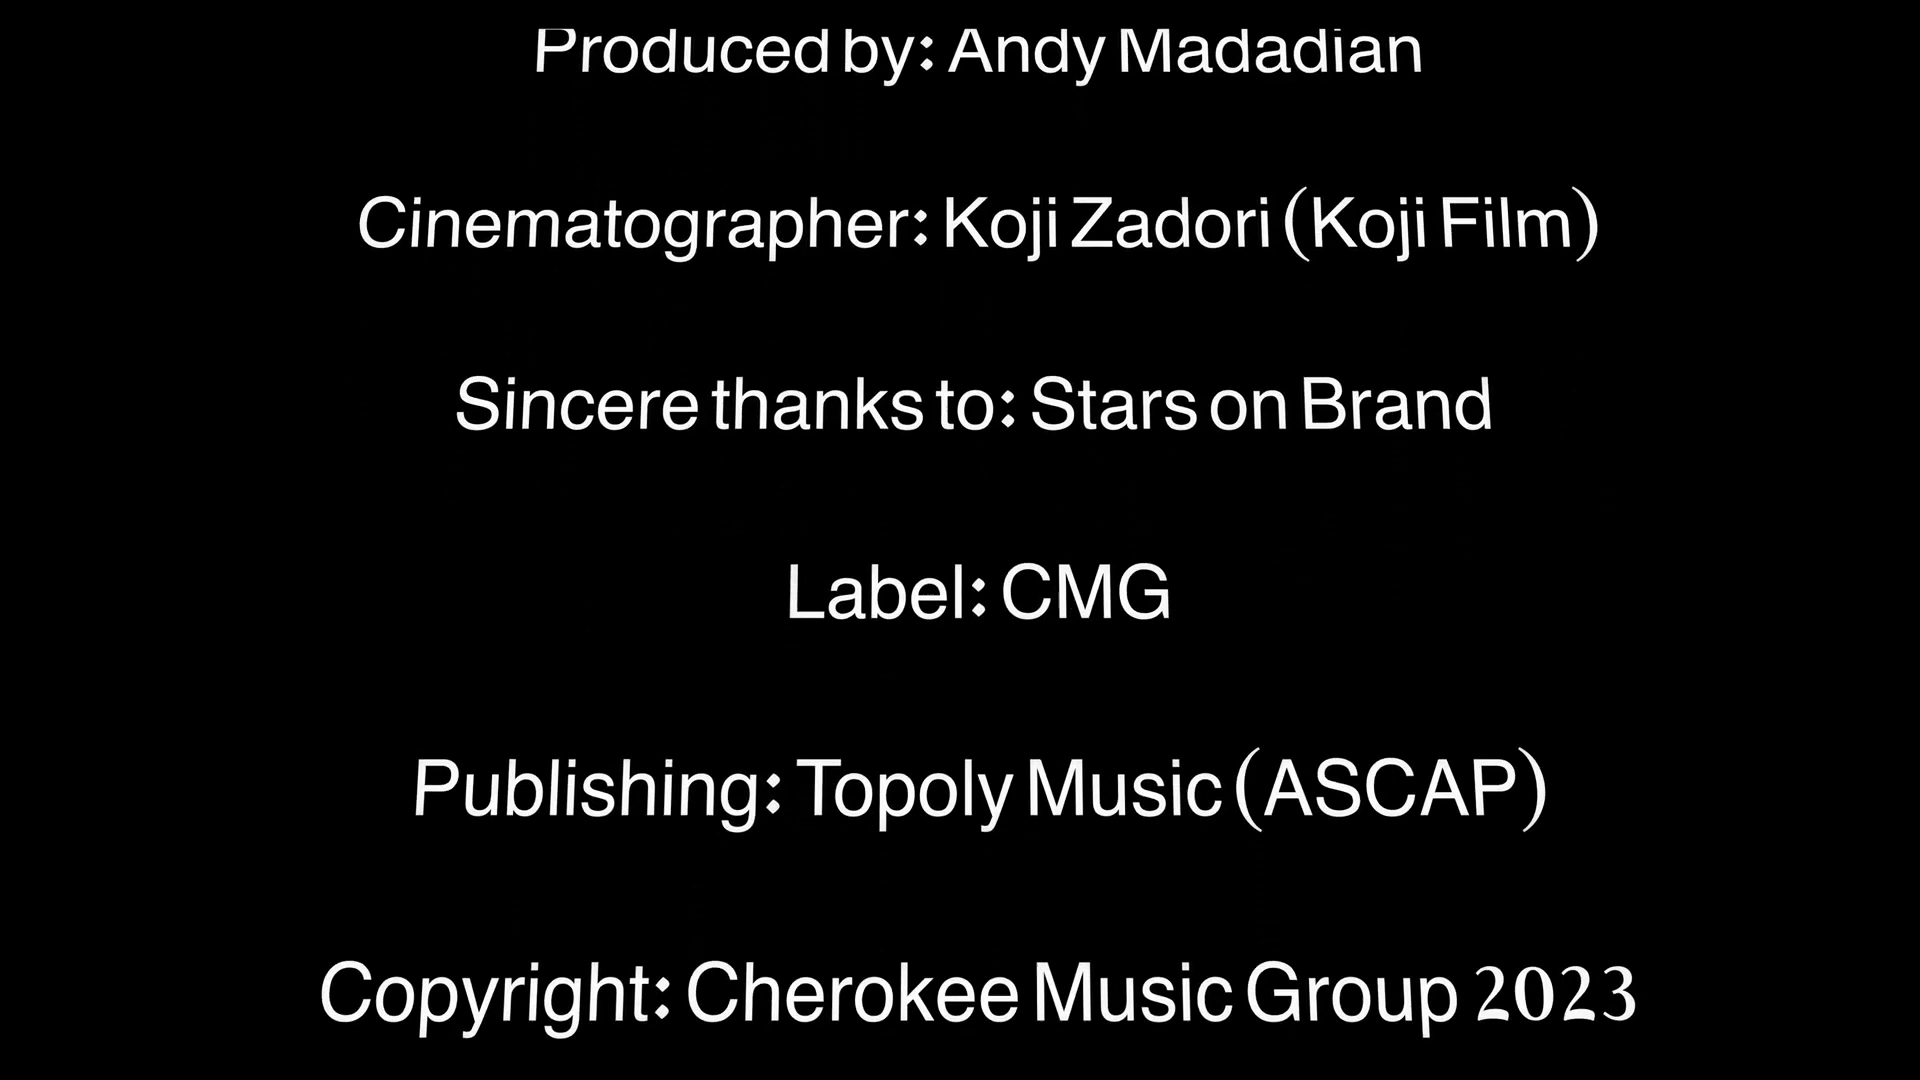 Produced by: Andy Madadian
Cinematographer: Koji Zadori (Koji Film)
Sincere thanks to: Stars on Brand
Label: CMG
Publishing: Topoly Music (ASCAP)
Copyright: Cherokee Music Group 2023